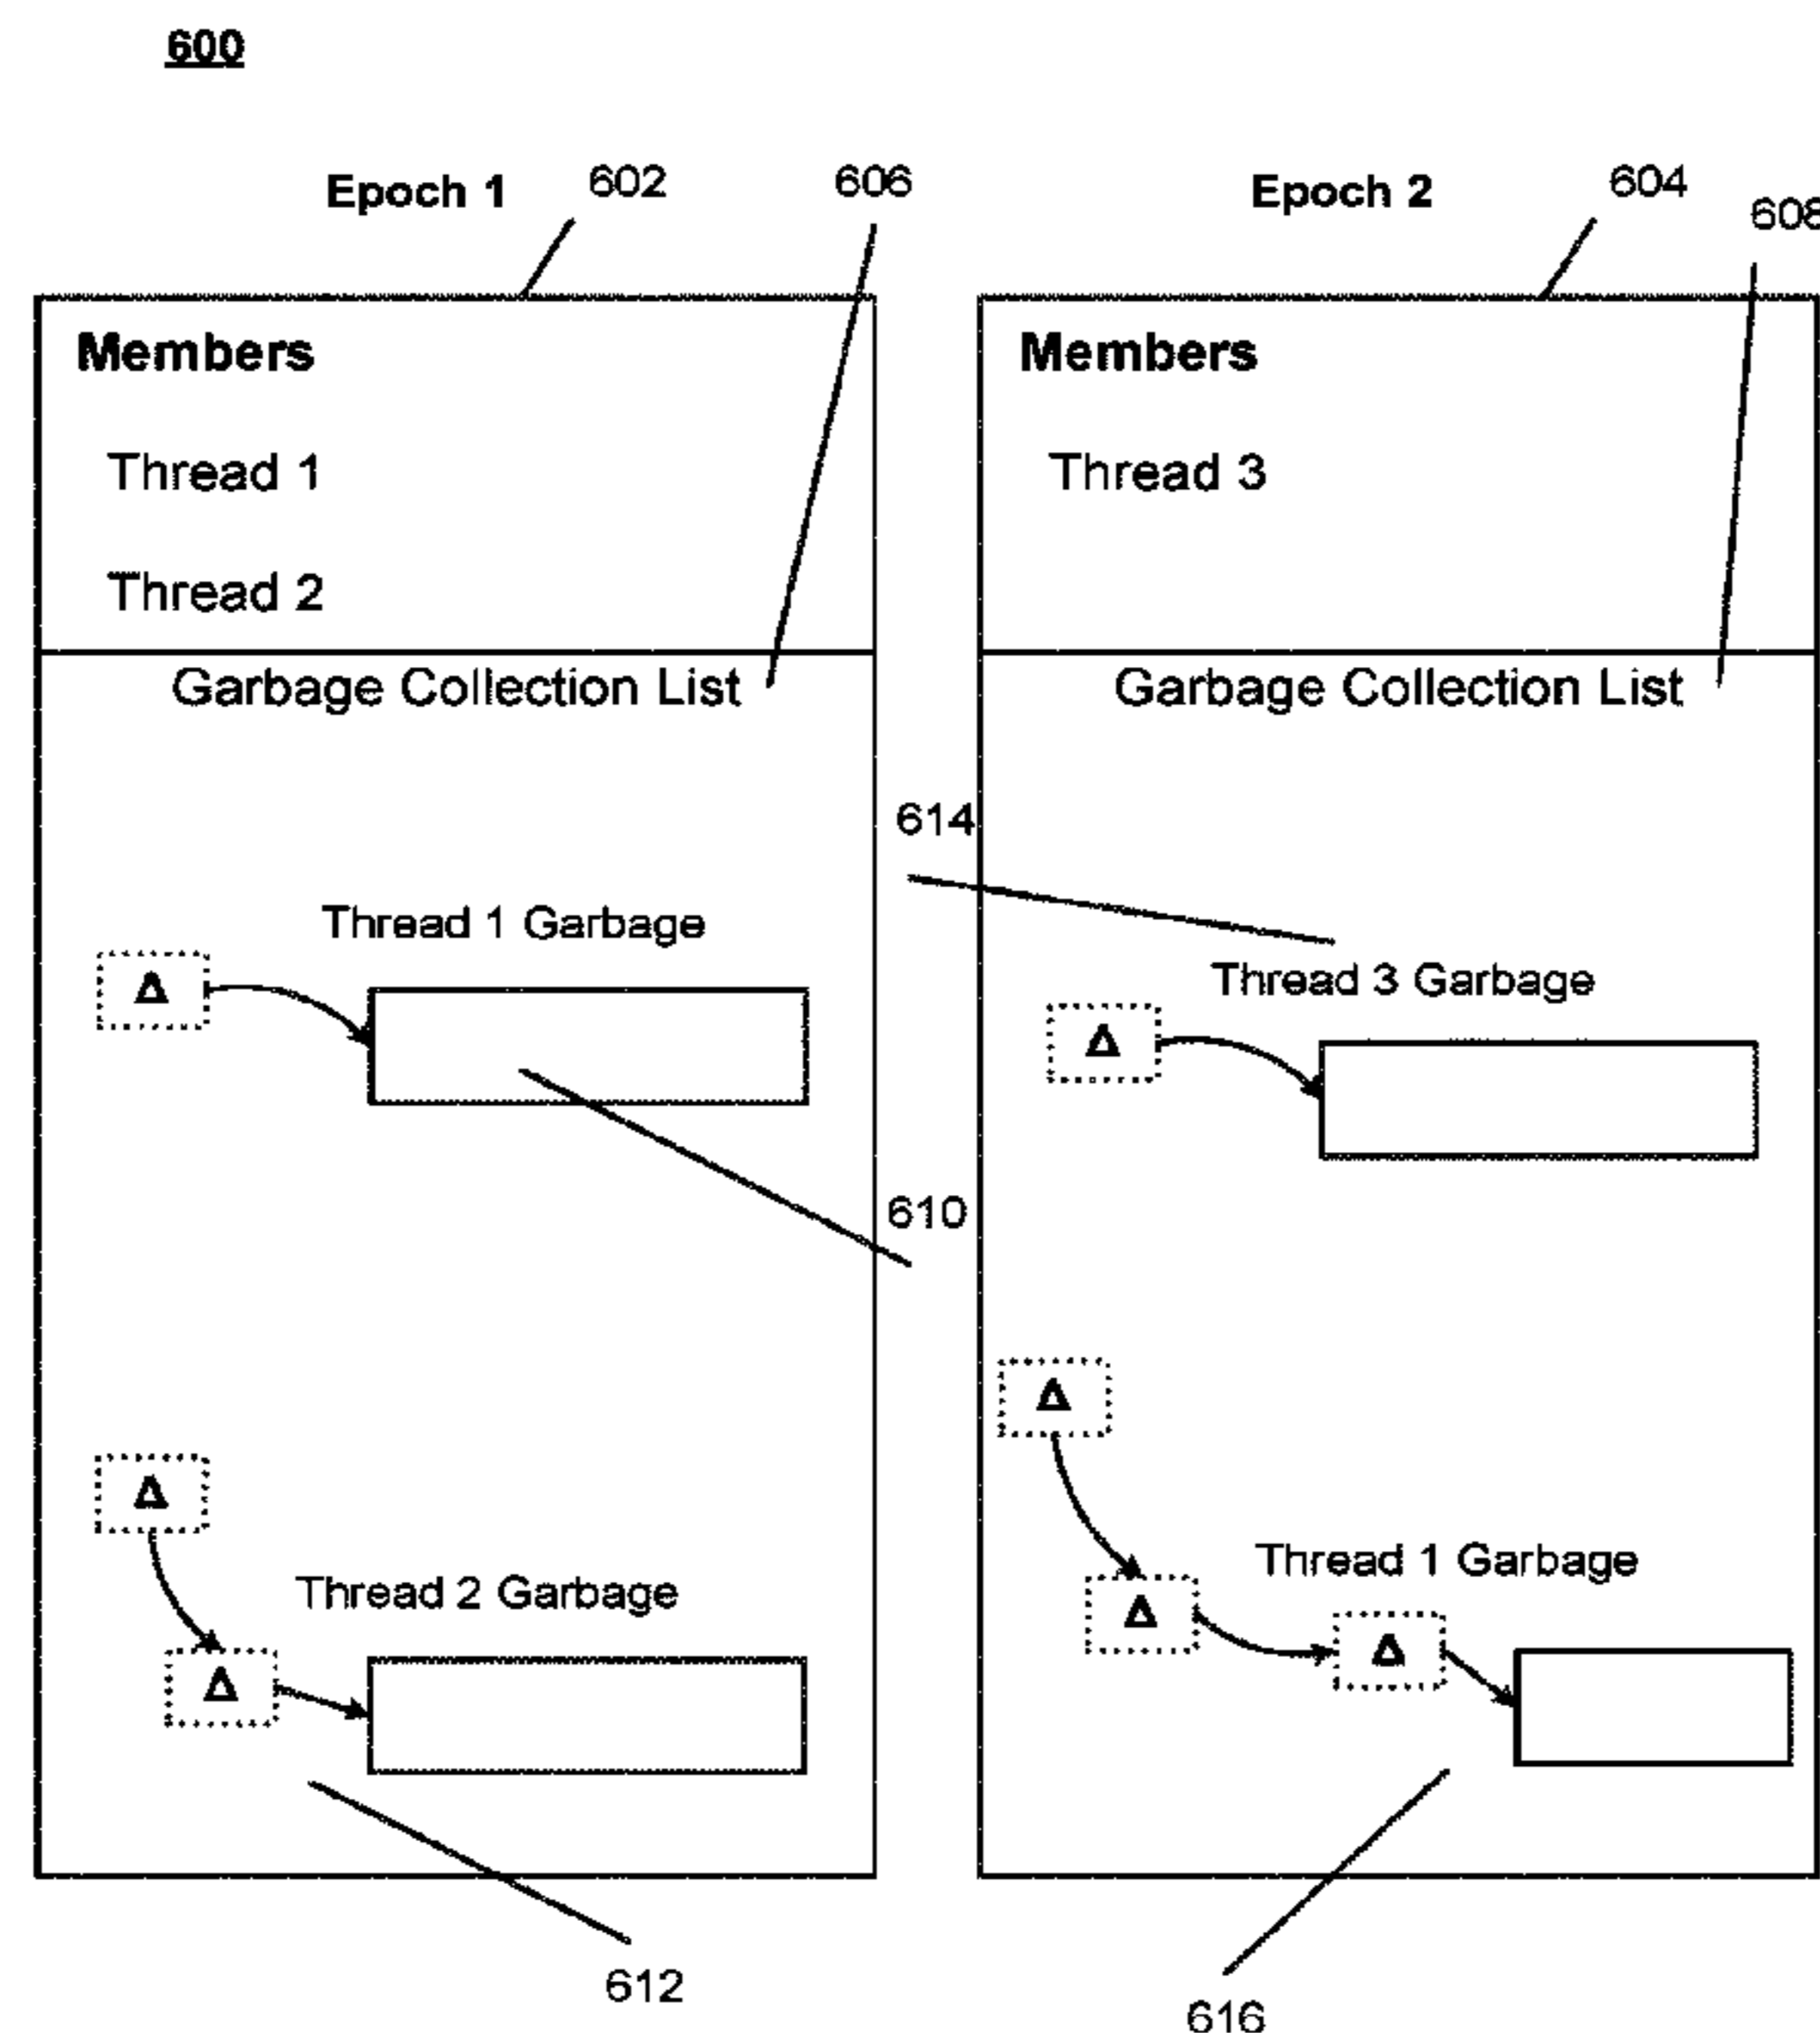 600
Epoch 1 602 606
Epoch 2 604 608
Members
Thread 1
Thread 2
Garbage Collection List
Thread 1 Garbage
Δ
Δ
Thread 2 Garbage
Δ
614
610
612
Members
Thread 3
Garbage Collection List
Thread 3 Garbage
Δ
Δ
Thread 1 Garbage
Δ
Δ
616